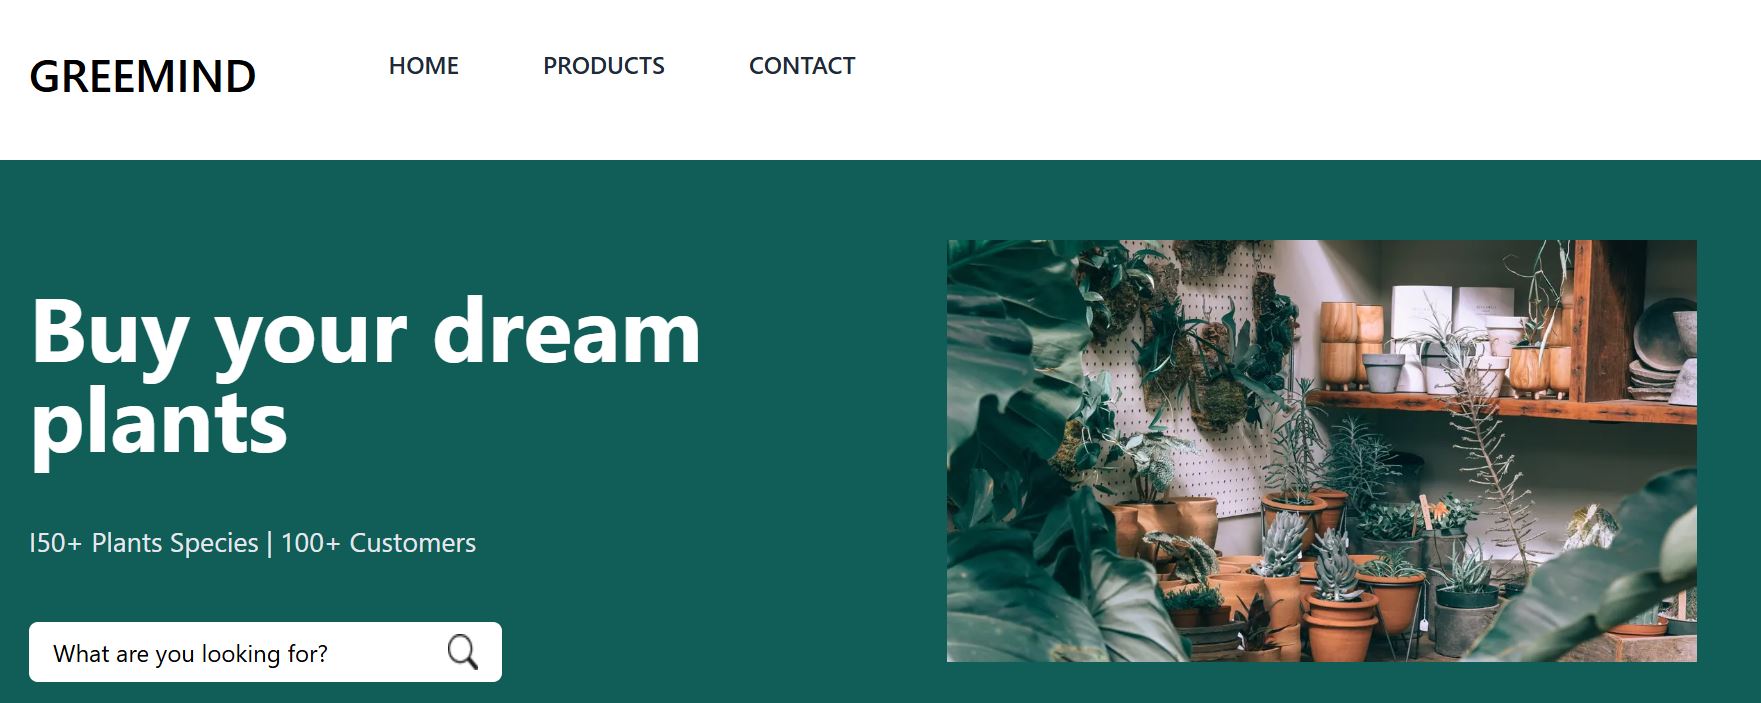 GREEMIND
HOME PRODUCTS CONTACT
Buy your dream
plants
I50+ Plants Species | 100+ Customers
What are you looking for?